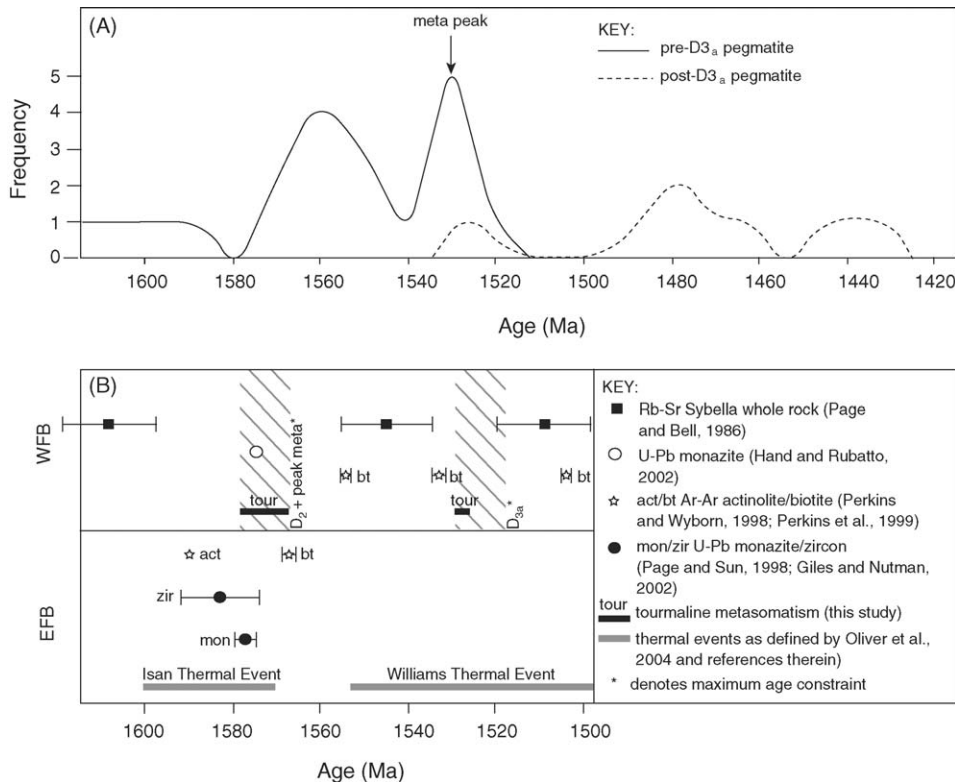 (A)
meta peak
KEY:
pre-D3a pegmatite
post-D3a pegmatite
Frequency
5
4
3
2
1
0
1600 1580 1560 1540 1520 1500 1480 1460 1440 1420
Age (Ma)
(B)
WFB
tour
D2 + peak meta*
bt
bt
tour
D3a*
bt
EFB
act
bt
zir
mon
Isan Thermal Event
Williams Thermal Event
1600 1580 1560 1540 1520 1500
Age (Ma)
KEY:
Rb-Sr Sybella whole rock (Page
and Bell, 1986)
U-Pb monazite (Hand and Rubatto,
2002)
act/bt Ar-Ar actinolite/biotite (Perkins
and Wyborn, 1998; Perkins et al., 1999)
mon/zir U-Pb monazite/zircon
(Page and Sun, 1998; Giles and Nutman,
2002)
tour
tourmaline metasomatism (this study)
thermal events as defined by Oliver et al.,
2004 and references therein)
* denotes maximum age constraint